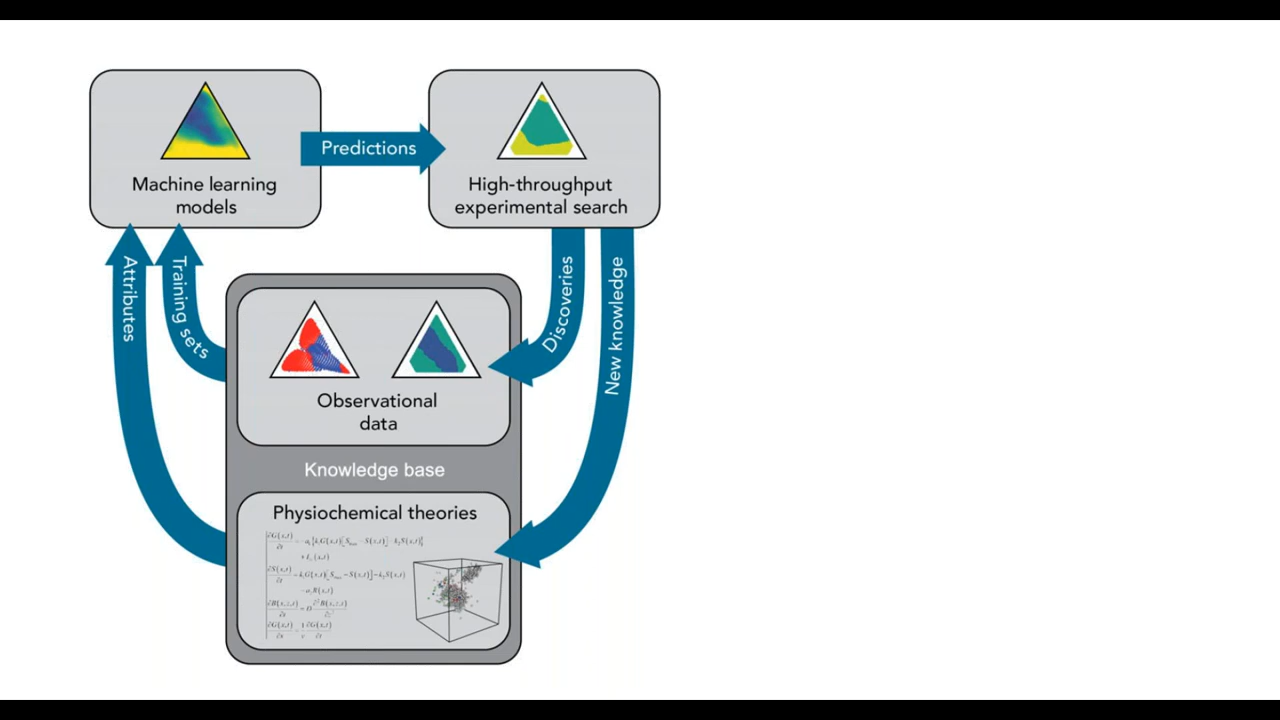 Machine learning
models
Predictions
High-throughput
experimental search
Attributes
Training sets
Discoveries
New knowledge
Observational
data
Knowledge base
Physiochemical theories